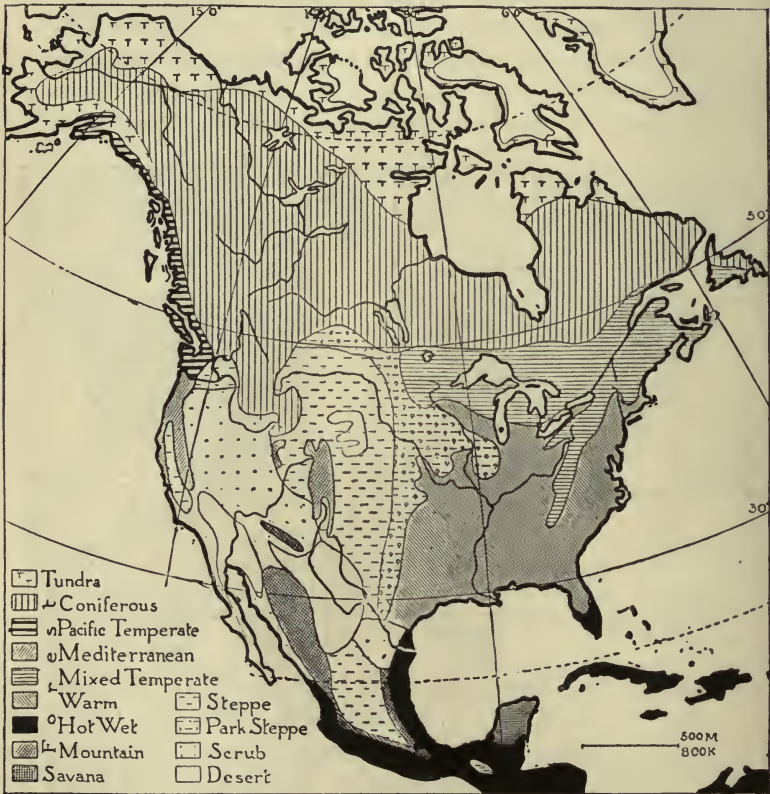 150°
60
50°
30°
Forest
Tundra
Coniferous
Pacific Temperate
Mediterranean
Mixed Temperate
Warm
Hot Wet
Mountain
Savana
Steppe
Park Steppe
Scrub
Desert
500M
800K